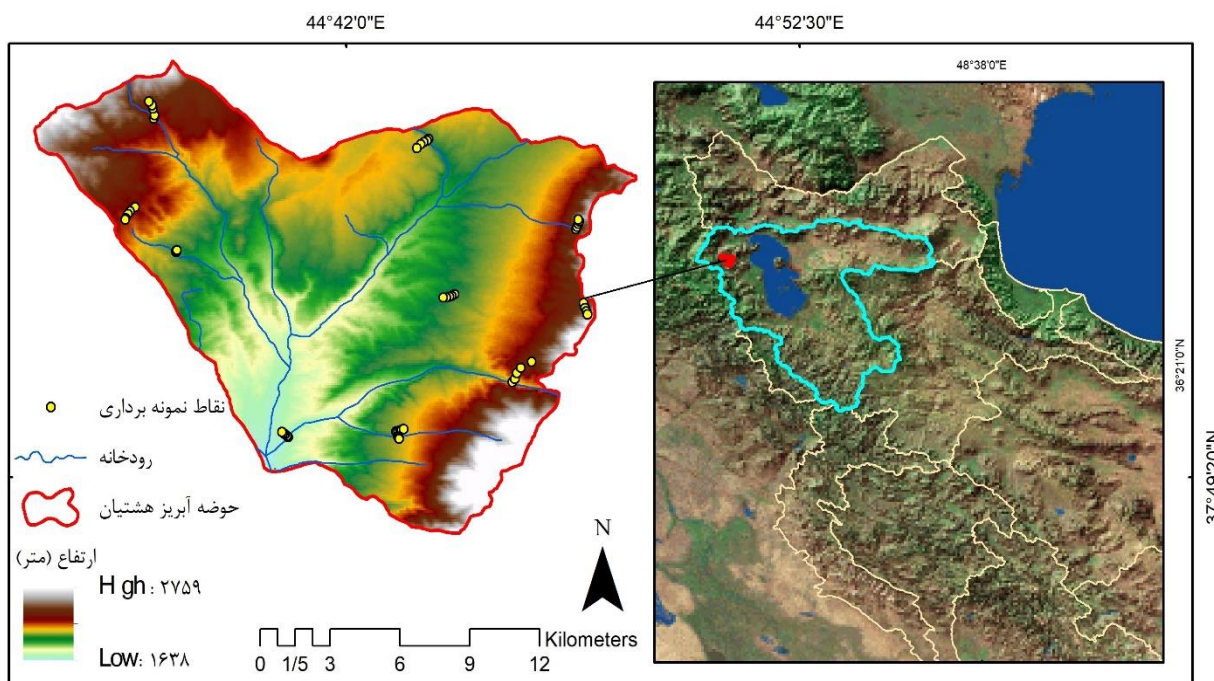 44°42'0"E
44°52'30"E
48°38'0"E
36°21'0"N
37°49'20"N
نقاط نمونه برداری
رودخانه
حوضه آبریز هشتیان
ارتفاع (متر)
H gh : ۲۷۵۹
Low: ۱۶۳۸
N
Kilometers
0 1/5 3 6 9 12